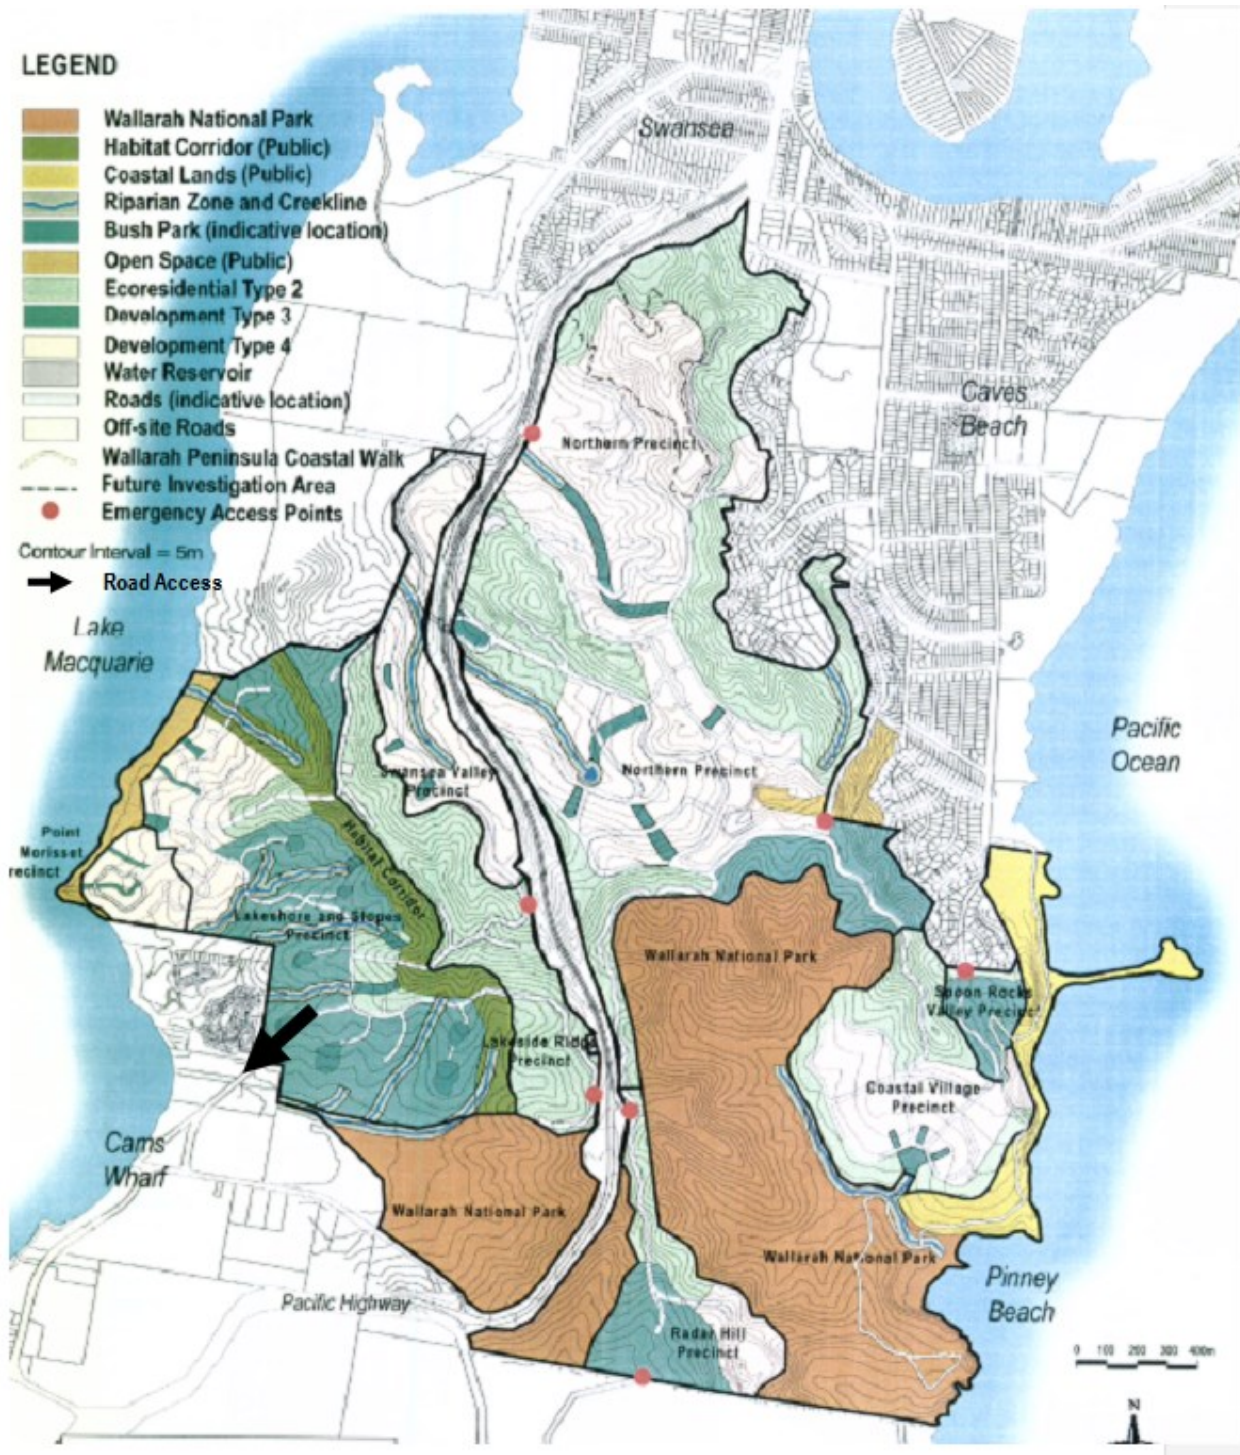 LEGEND
Wallarah National Park
Habitat Corridor (Public)
Coastal Lands (Public)
Riparian Zone and Creekline
Bush Park (indicative location)
Open Space (Public)
Ecoresidential Type 2
Development Type 3
Development Type 4
Water Reservoir
Roads (indicative location)
Off-site Roads
Wallarah Peninsula Coastal Walk
Future Investigation Area
Emergency Access Points
Contour Interval = 5m
Road Access
Swansea
Caves
Beach
Northern Precinct
Lake
Macquarie
Pacific
Ocean
Swansea Valley
Precinct
Northern Precinct
Point
Morisset
recinct
Habitat Corridor
Lakeshore and Slopes
Precinct
Wallarah National Park
Spoon Rocks
Valley Precinct
Lakeside Ridge
Precinct
Coastal Village
Precinct
Cams
Wharf
Wallarah National Park
Wallarah National Park
Pinney
Beach
Pacific Highway
Radar Hill
Precinct
0 100 200 300 400m
N